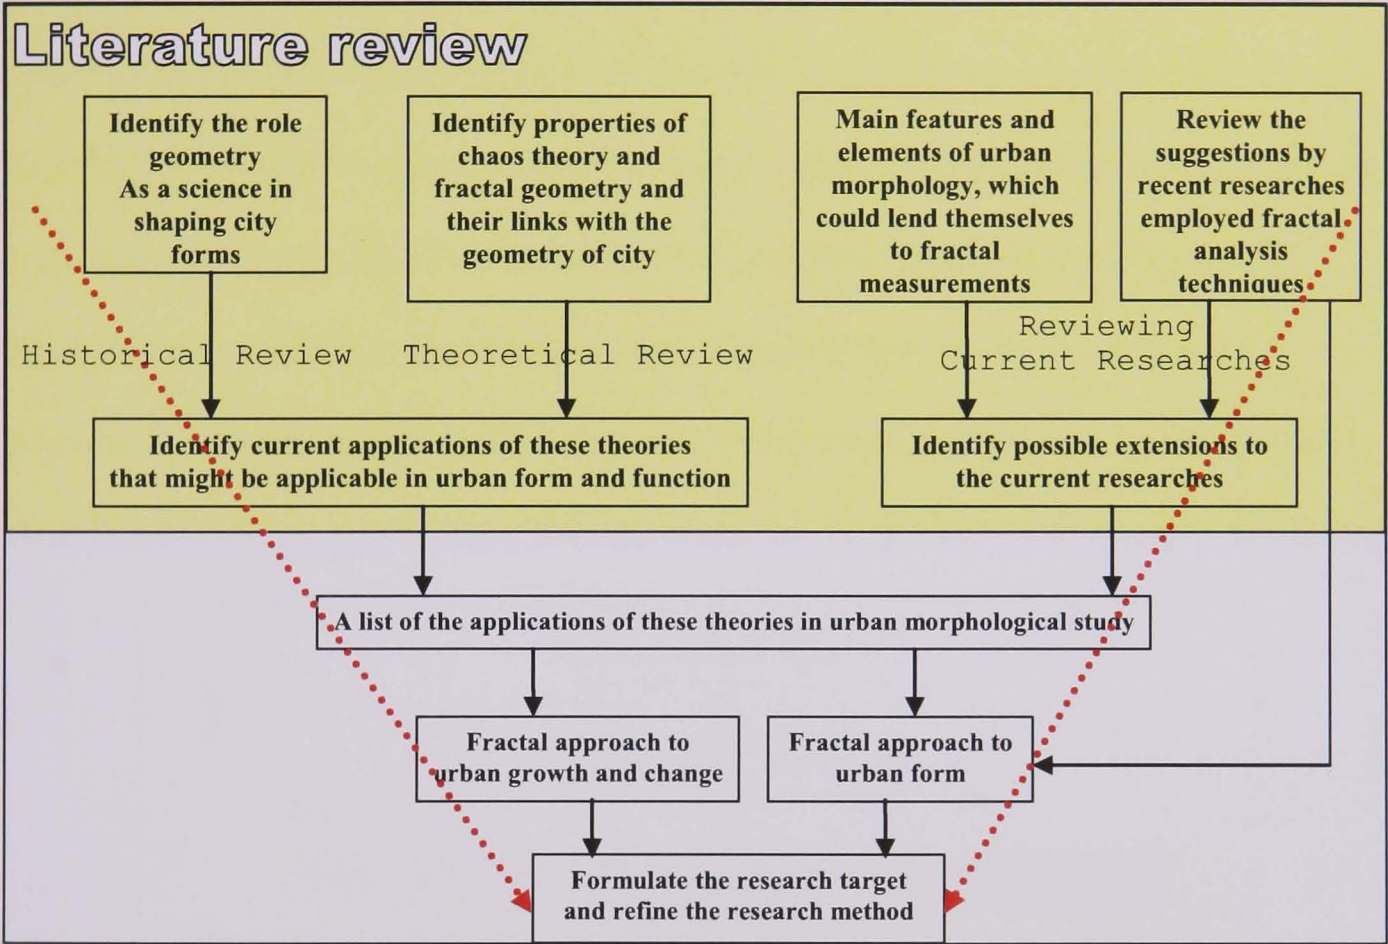 Literature review
Identify the role
geometry
As a science in
shaping city
forms
Identify properties of
chaos theory and
fractal geometry and
their links with the
geometry of city
Main features and
elements of urban
morphology, which
could lend themselves
to fractal
measurements
Review the
suggestions by
recent researches
employed fractal
analysis
techniques
Historical Review
Theoretical Review
Reviewing
Current Researches
Identify current applications of these theories
that might be applicable in urban form and function
Identify possible extensions to
the current researches
A list of the applications of these theories in urban morphological study
Fractal approach to
urban growth and change
Fractal approach to
urban form
Formulate the research target
and refine the research method